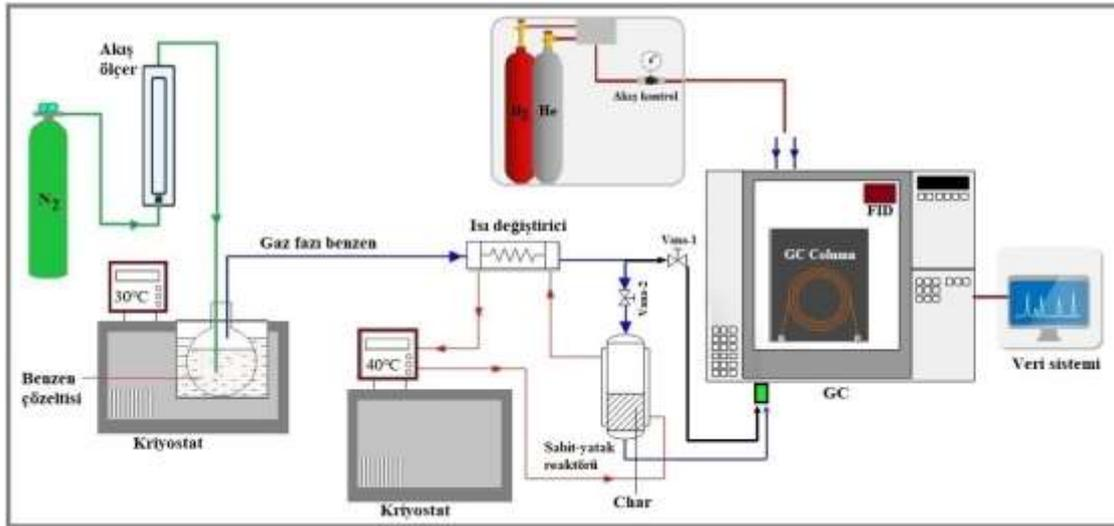 Akış
ölçer
N2
30°C
Benzen
çözeltisi
Kriyostat
Gaz fazı benzen
Isı değiştirici
40°C
Kriyostat
H2
He
Akış kontrol
Vana-1
Vana-2
Sabit-yatak
reaktörü
Char
FID
GC Column
GC
Veri sistemi